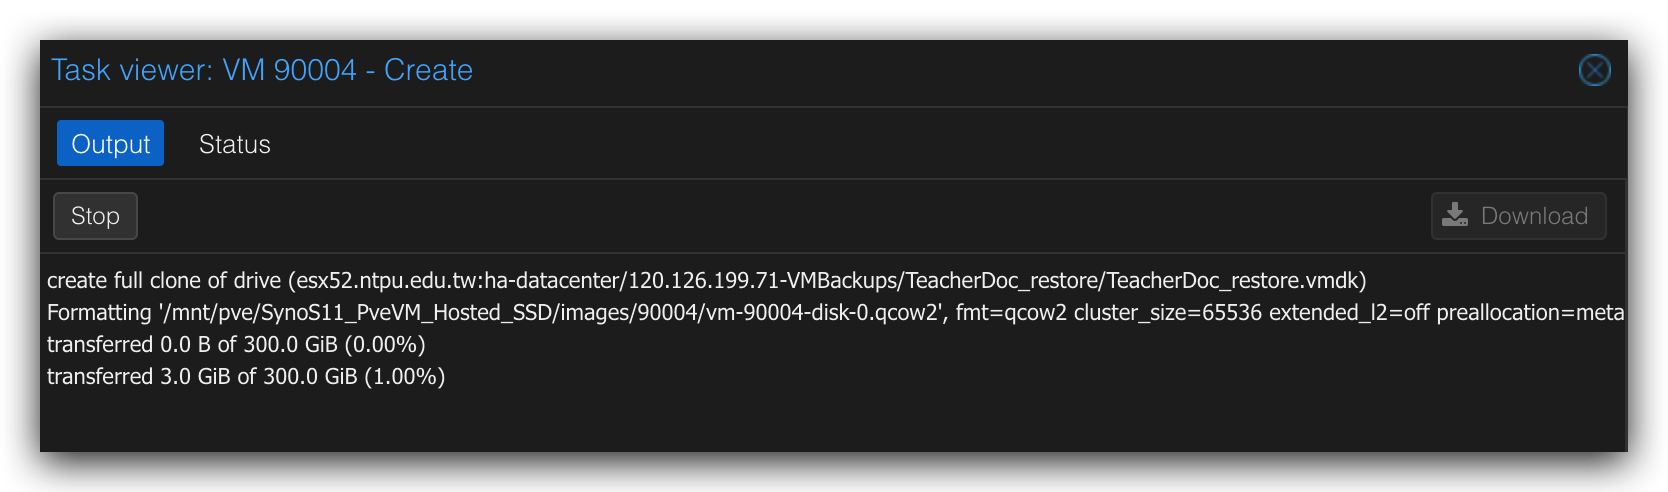 Task viewer: VM 90004 - Create
Output Status
Stop Download
create full clone of drive (esx52.ntpu.edu.tw:ha-datacenter/120.126.199.71-VMBackups/TeacherDoc_restore/TeacherDoc_restore.vmdk)
Formatting '/mnt/pve/SynoS11_PveVM_Hosted_SSD/images/90004/vm-90004-disk-0.qcow2', fmt=qcow2 cluster_size=65536 extended_l2=off preallocation=meta
transferred 0.0 B of 300.0 GiB (0.00%)
transferred 3.0 GiB of 300.0 GiB (1.00%)